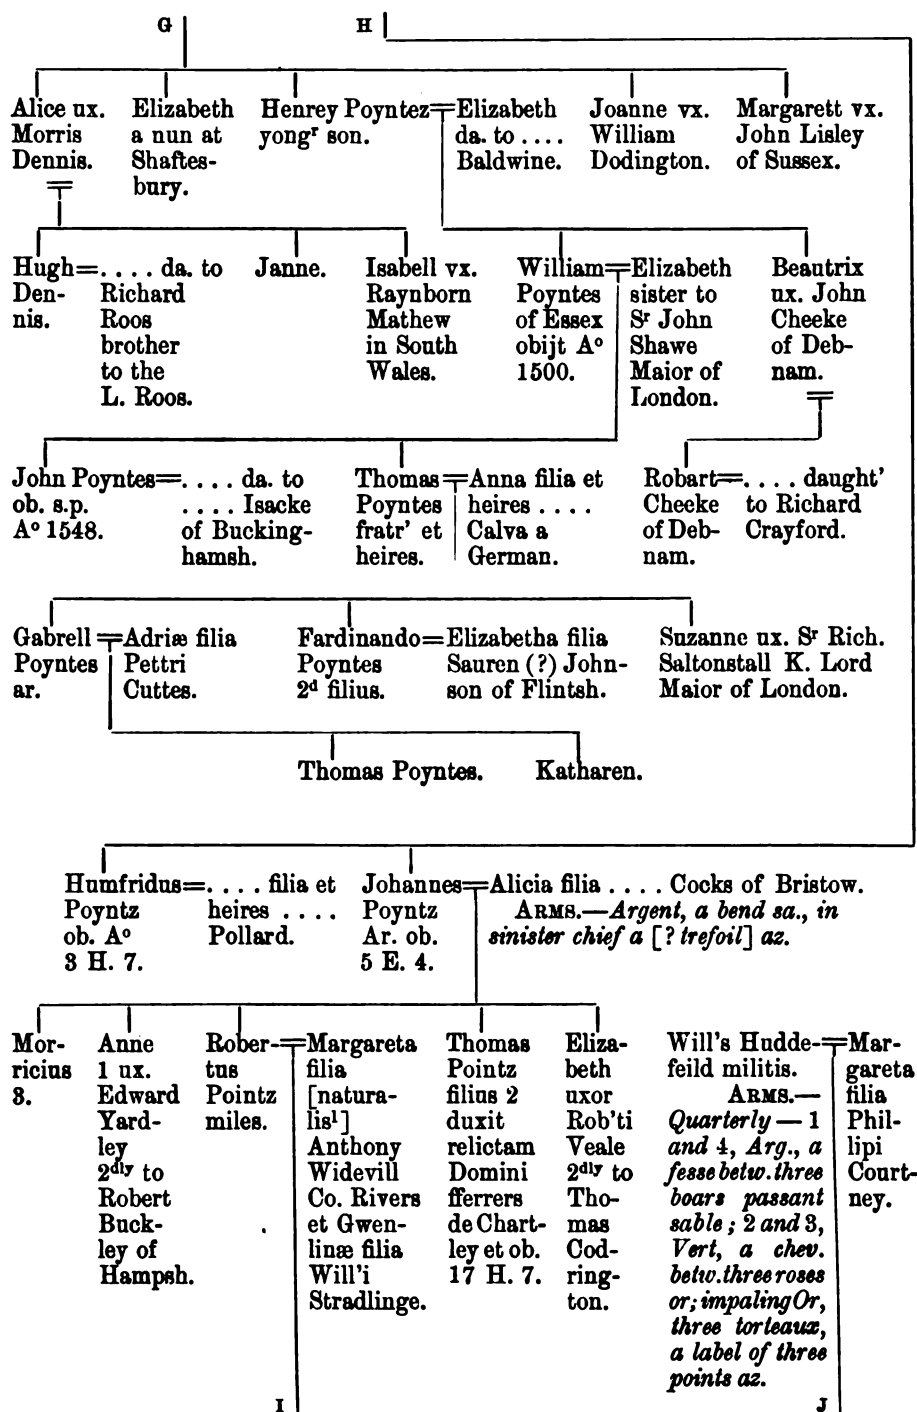 G H
Alice ux.
Morris
Dennis.
Elizabeth
a nun at
Shaftes-
bury.
Henrey Poyntez=Elizabeth
yongʳ son.
da. to ....
Baldwine.
Joanne vx.
William
Dodington.
Margarett vx.
John Lisley
of Sussex.
Hugh=.... da. to
Den-
nis.
Richard
Roos
brother
to the
L. Roos.
Janne.
Isabell vx.
Raynborn
Mathew
in South
Wales.
William=Elizabeth
Poyntes
of Essex
obijt Aº
1500.
sister to
Sʳ John
Shawe
Maior of
London.
Beautrix
ux. John
Cheeke
of Deb-
nam.
John Poyntes=.... da. to
ob. s.p.
Aº 1548.
.... Isacke
of Bucking-
hamsh.
Thomas=Anna filia et
Poyntes
fratr' et
heires.
heires ....
Calva a
German.
Robart=.... daught'
Cheeke
of Deb-
nam.
to Richard
Crayford.
Gabrell=Adriæ filia
Poyntes
ar.
Pettri
Cuttes.
Fardinando=Elizabetha filia
Poyntes
2ᵈ filius.
Sauren (?) John-
son of Flintsh.
Suzanne ux. Sʳ Rich.
Saltonstall K. Lord
Maior of London.
Thomas Poyntes.
Katharen.
Humfridus=.... filia et
Poyntz
ob. Aº
3 H. 7.
heires ....
Pollard.
Johannes=Alicia filia .... Cocks of Bristow.
Poyntz
Ar. ob.
5 E. 4.
ARMS.—Argent, a bend sa., in
sinister chief a [? trefoil] az.
Mor-
ricius
3.
Anne
1 ux.
Edward
Yard-
ley
2ᵈˡʸ to
Robert
Buck-
ley of
Hampsh.
Rober-=Margareta
tus
Pointz
miles.
filia
[natura-
lis¹]
Anthony
Widevill
Co. Rivers
et Gwen-
linæ filia
Will'i
Stradlinge.
Thomas
Pointz
filius 2
duxit
relictam
Domini
fferrers
de Chart-
ley et ob.
17 H. 7.
Eliza-
beth
uxor
Rob'ti
Veale
2ᵈˡʸ to
Tho-
mas
Cod-
ring-
ton.
Will's Hudde-=Mar-
feild militis.
ARMS.—
Quarterly — 1
and 4, Arg., a
fesse betw. three
boars passant
sable; 2 and 3,
Vert, a chev.
betw. three roses
or; impaling Or,
three torteaux,
a label of three
points az.
gareta
filia
Phil-
lipi
Court-
ney.
I J